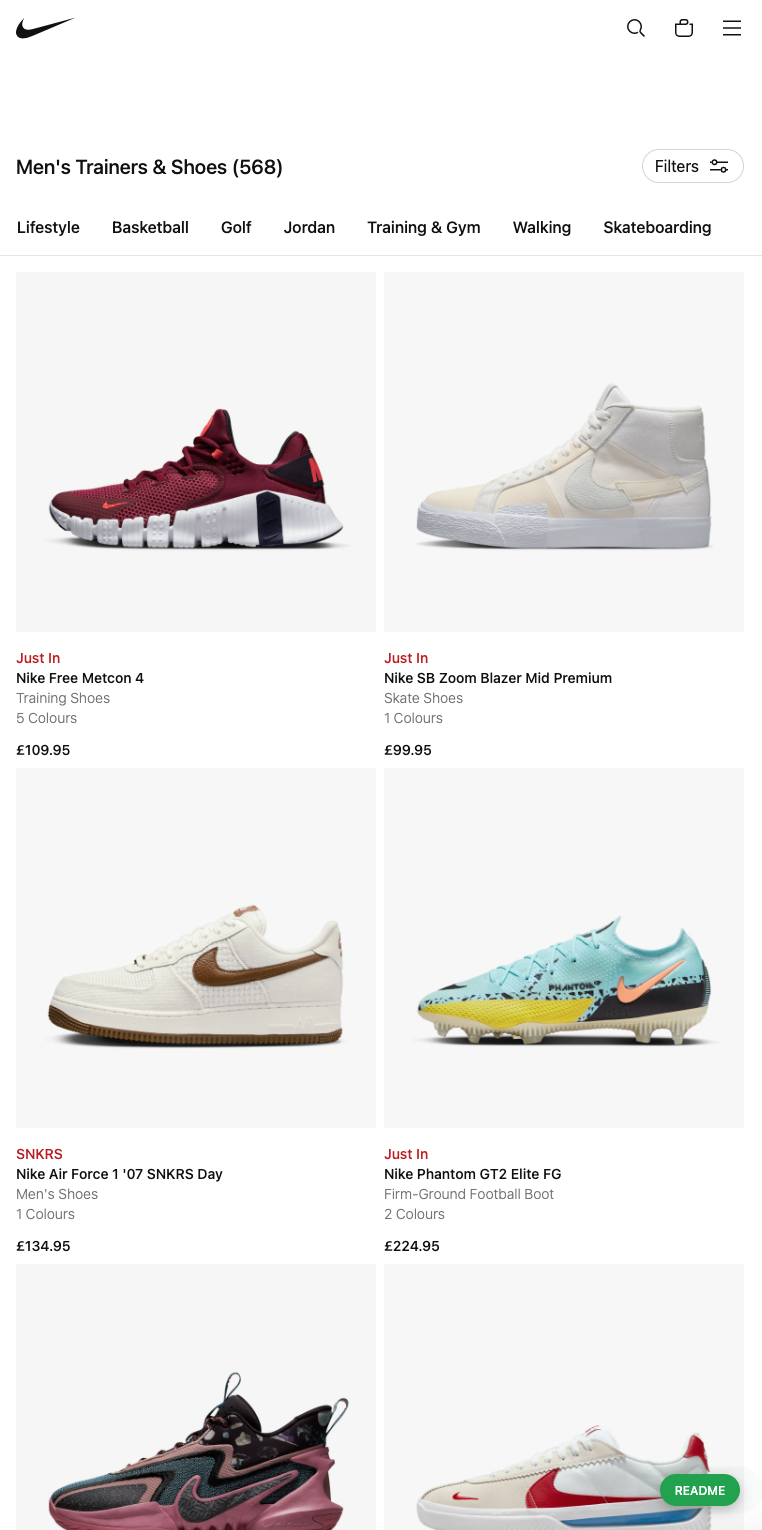 Men's Trainers & Shoes (568)
Filters
Lifestyle Basketball Golf Jordan Training & Gym Walking Skateboarding
Just In
Nike Free Metcon 4
Training Shoes
5 Colours
£109.95
Just In
Nike SB Zoom Blazer Mid Premium
Skate Shoes
1 Colours
£99.95
PHANTOM
SNKRS
Nike Air Force 1 '07 SNKRS Day
Men's Shoes
1 Colours
£134.95
Just In
Nike Phantom GT2 Elite FG
Firm-Ground Football Boot
2 Colours
£224.95
README